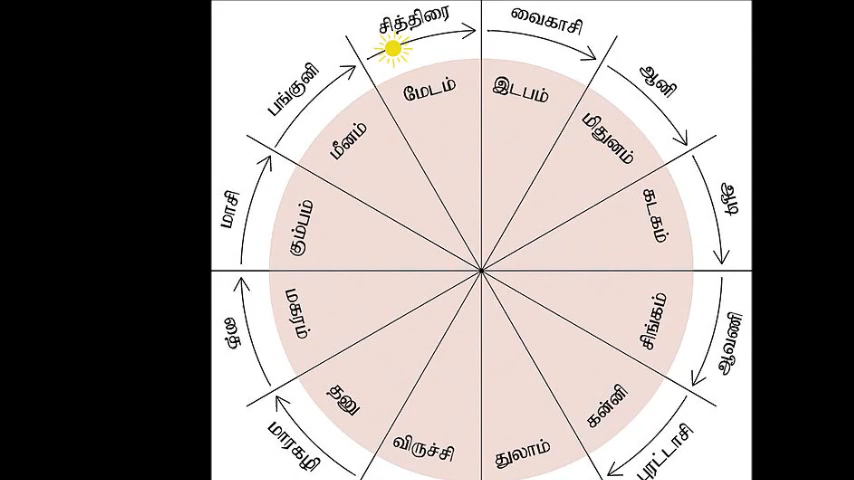 சித்திரை
வைகாசி
ஆனி
ஆடி
ஆவணி
புரட்டாசி
மார்கழி
தை
மாசி
பங்குனி
மேடம்
இடபம்
மிதுனம்
கடகம்
சிங்கம்
கன்னி
துலாம்
விருச்சி
தனு
மகரம்
கும்பம்
மீனம்